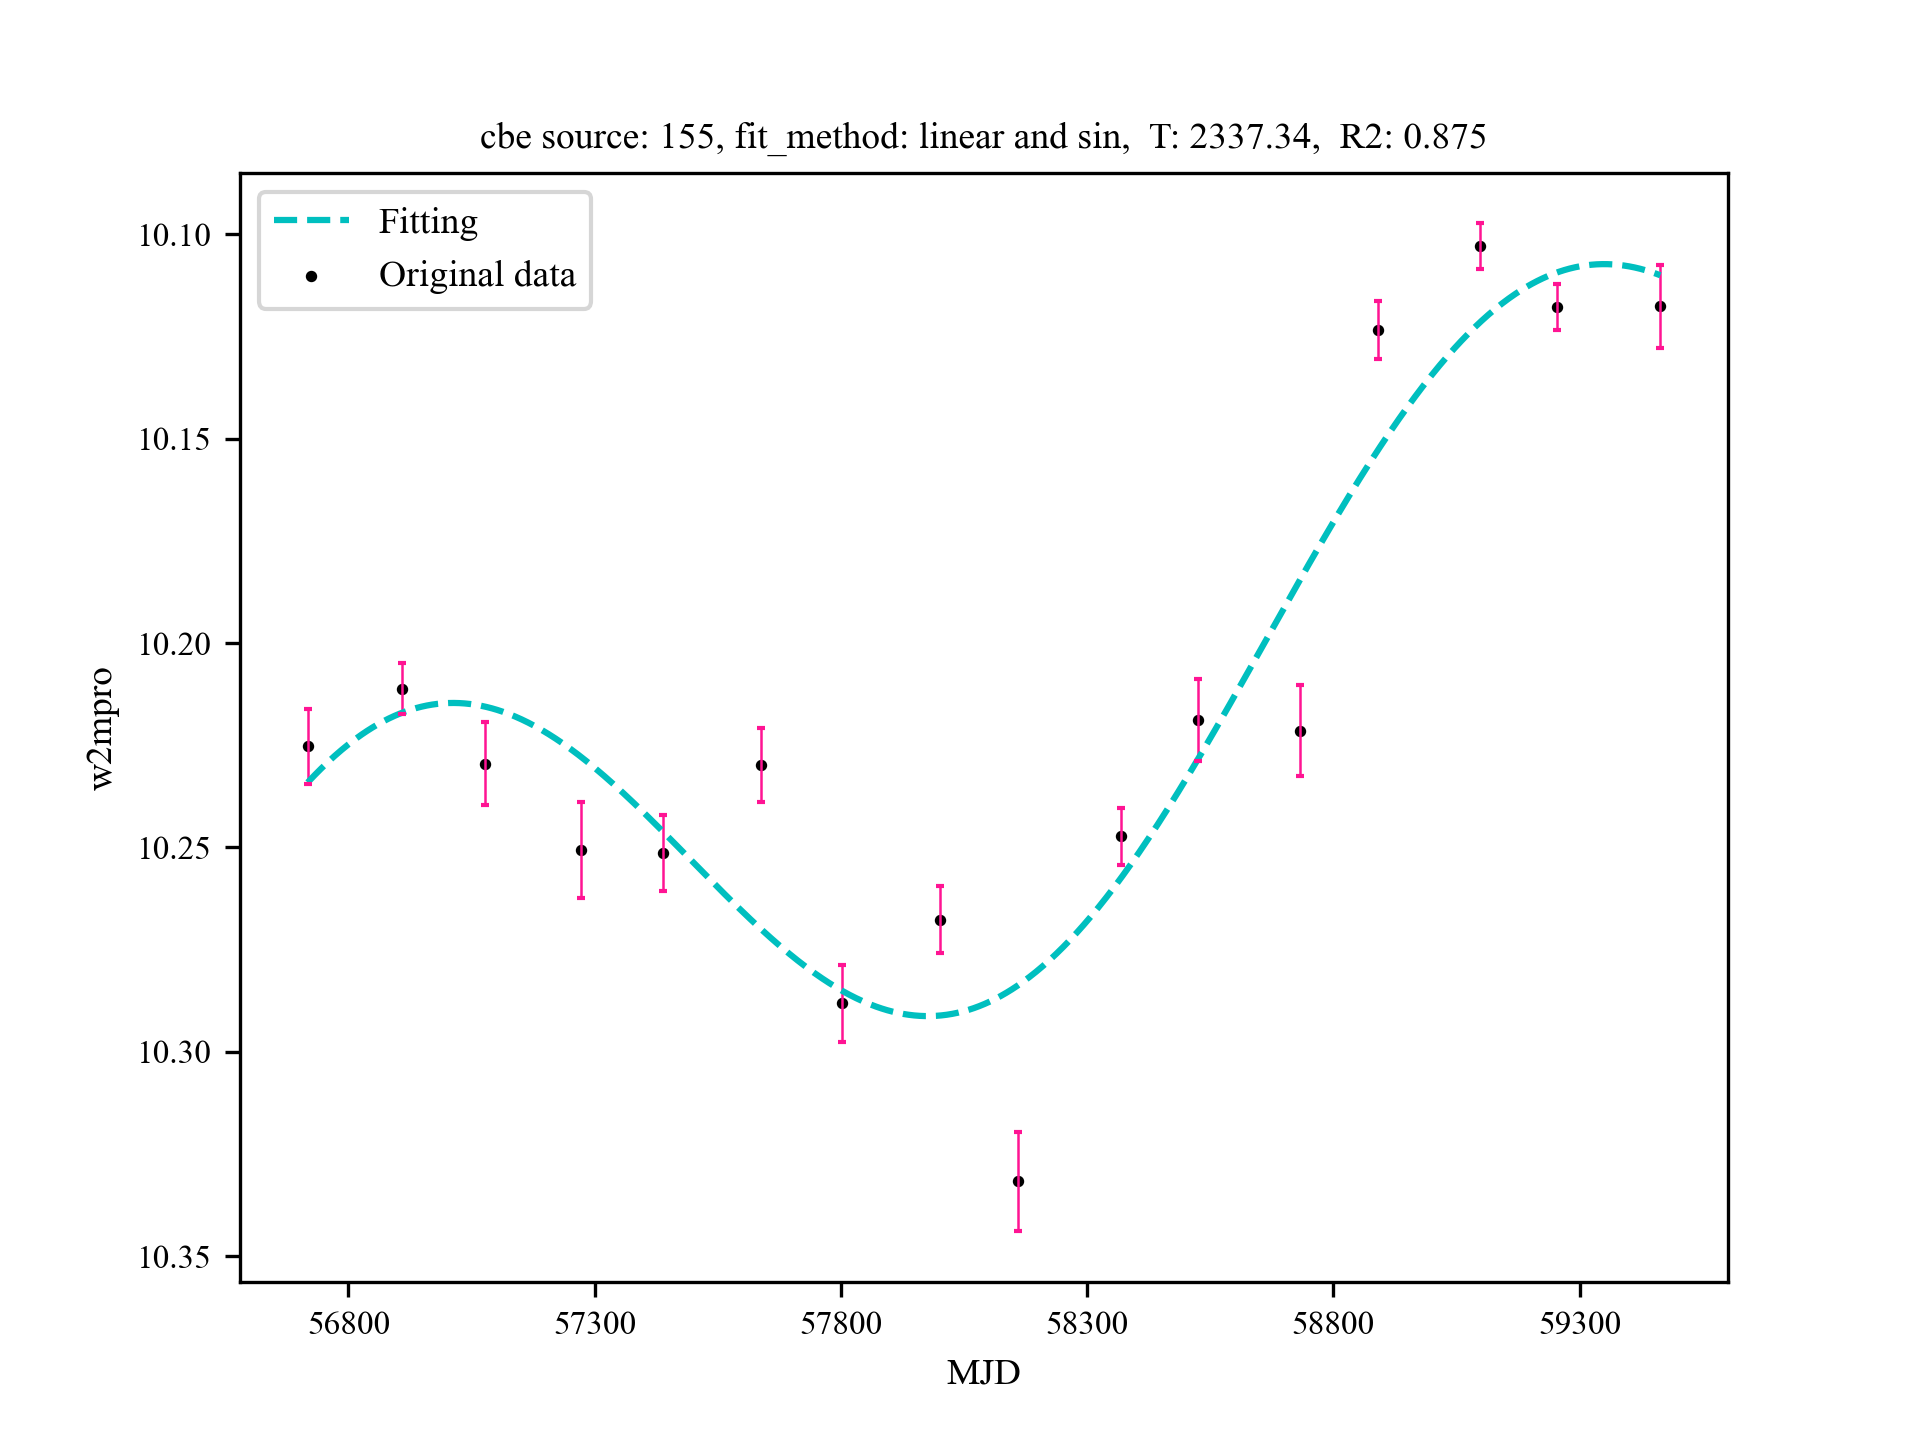 cbe source: 155, fit_method: linear and sin,  T: 2337.34,  R2: 0.875
Fitting
Original data
10.10
10.15
10.20
10.25
10.30
10.35
w2mpro
56800 57300 57800 58300 58800 59300
MJD